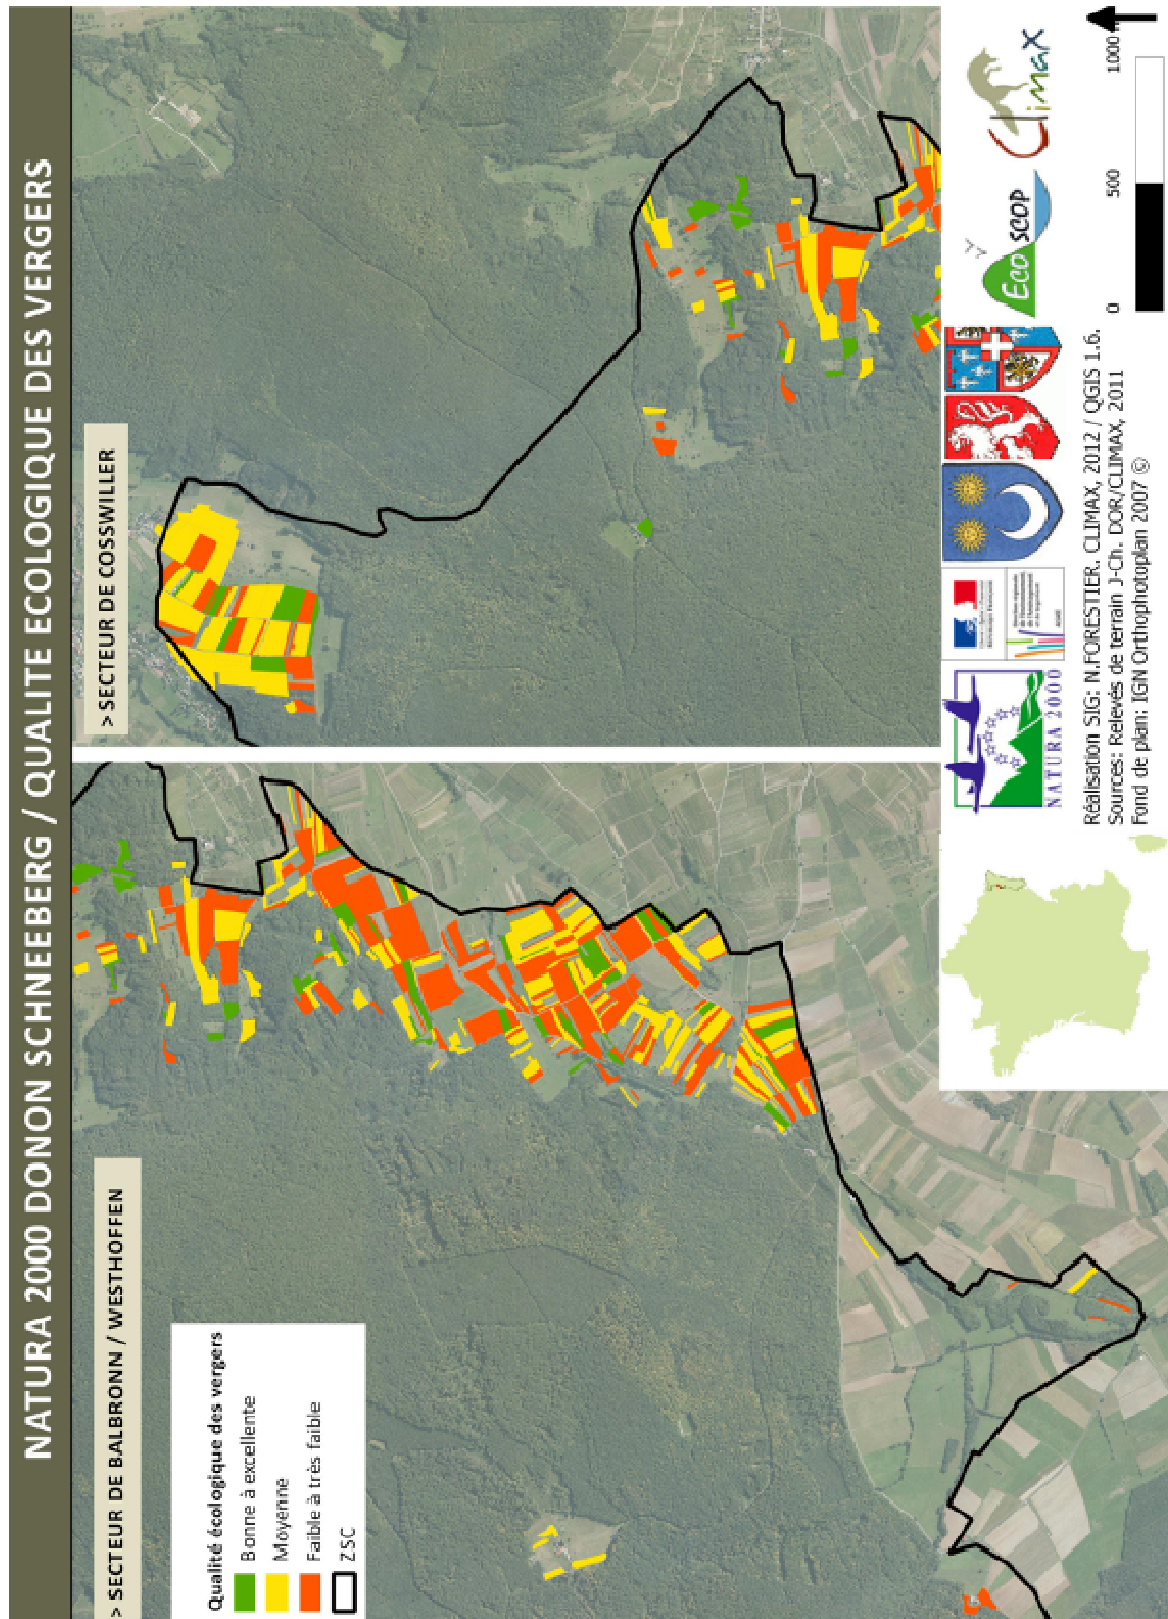 NATURA 2000 DONON SCHNEEBERG / QUALITE ECOLOGIQUE DES VERGERS
> SECTEUR DE BALBRONN / WESTHOFFEN
> SECTEUR DE COSSWILLER
Qualité écologique des vergers
Bonne à excellente
Moyenne
Faible à très faible
ZSC
NATURA 2000
ECOSCOP
Climax
Réalisation SIG: N.FORESTIER, CLIMAX, 2012 / QGIS 1.6.
Sources: Relevés de terrain J-Ch. DOR/CLIMAX, 2011
Fond de plan: IGN Orthophotoplan 2007 ©
0 500 1000